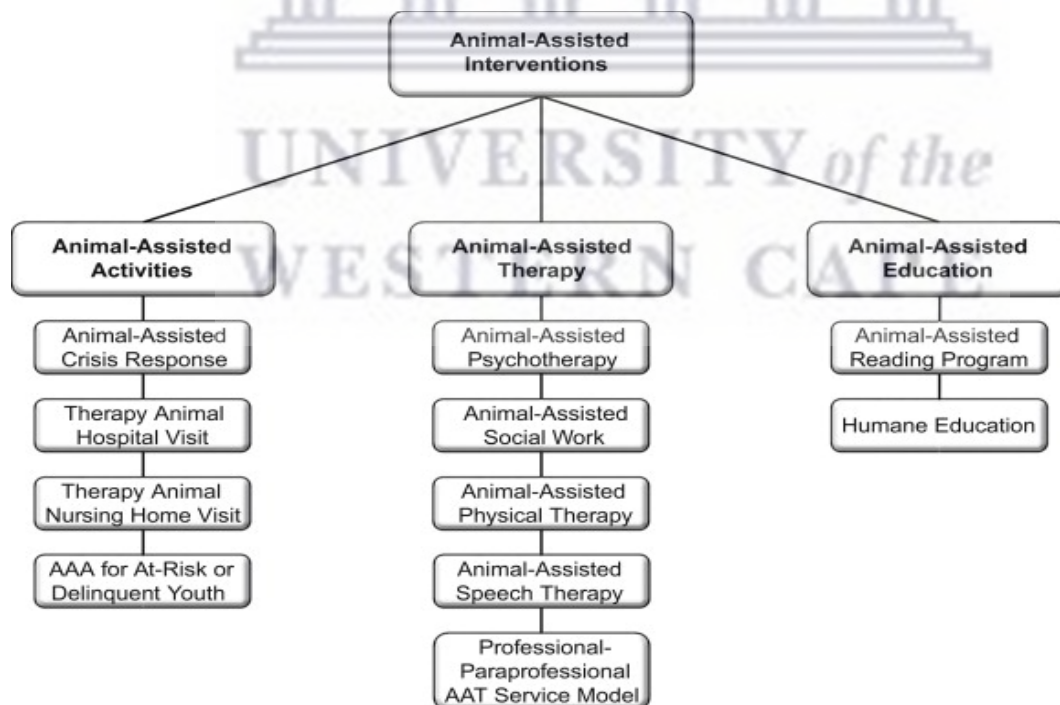 Animal-Assisted
Interventions
UNIVERSITY of the
WESTERN CAPE
Animal-Assisted
Activities
Animal-Assisted
Crisis Response
Therapy Animal
Hospital Visit
Therapy Animal
Nursing Home Visit
AAA for At-Risk or
Delinquent Youth
Animal-Assisted
Therapy
Animal-Assisted
Psychotherapy
Animal-Assisted
Social Work
Animal-Assisted
Physical Therapy
Animal-Assisted
Speech Therapy
Professional-
Paraprofessional
AAT Service Model
Animal-Assisted
Education
Animal-Assisted
Reading Program
Humane Education